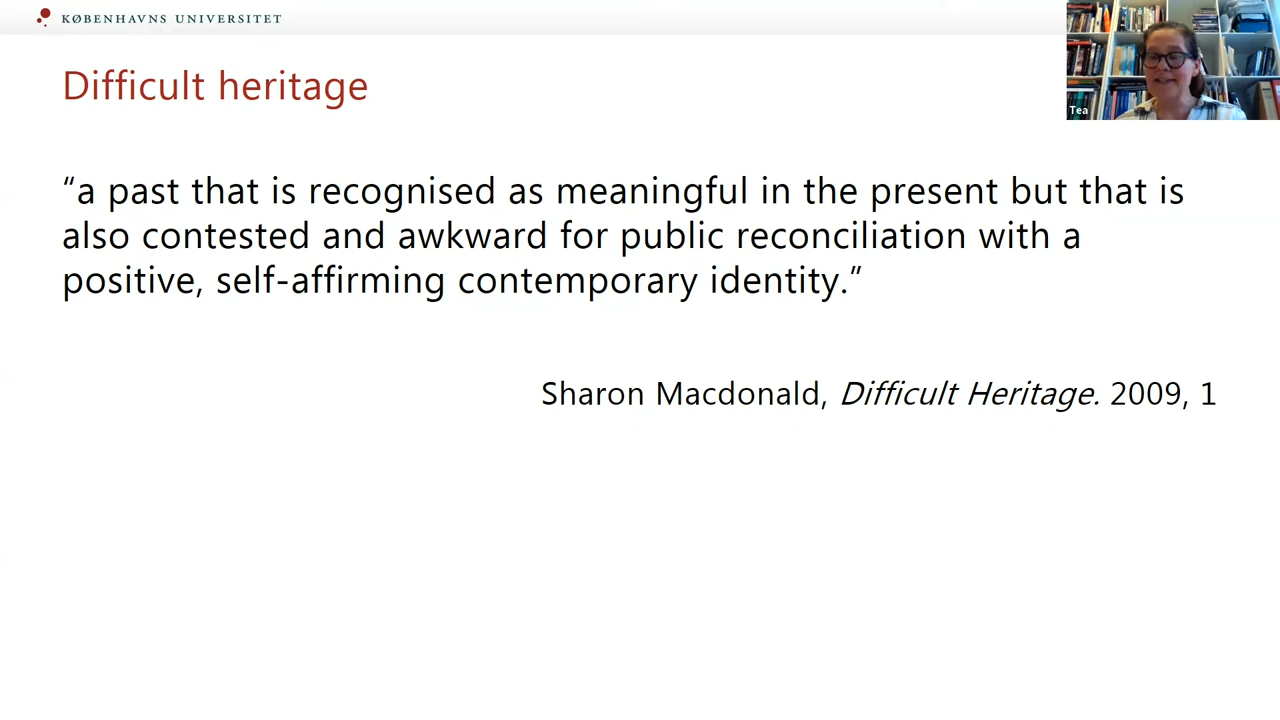 KØBENHAVNS UNIVERSITET
Tea
Difficult heritage
“a past that is recognised as meaningful in the present but that is
also contested and awkward for public reconciliation with a
positive, self-affirming contemporary identity.”
Sharon Macdonald, Difficult Heritage. 2009, 1